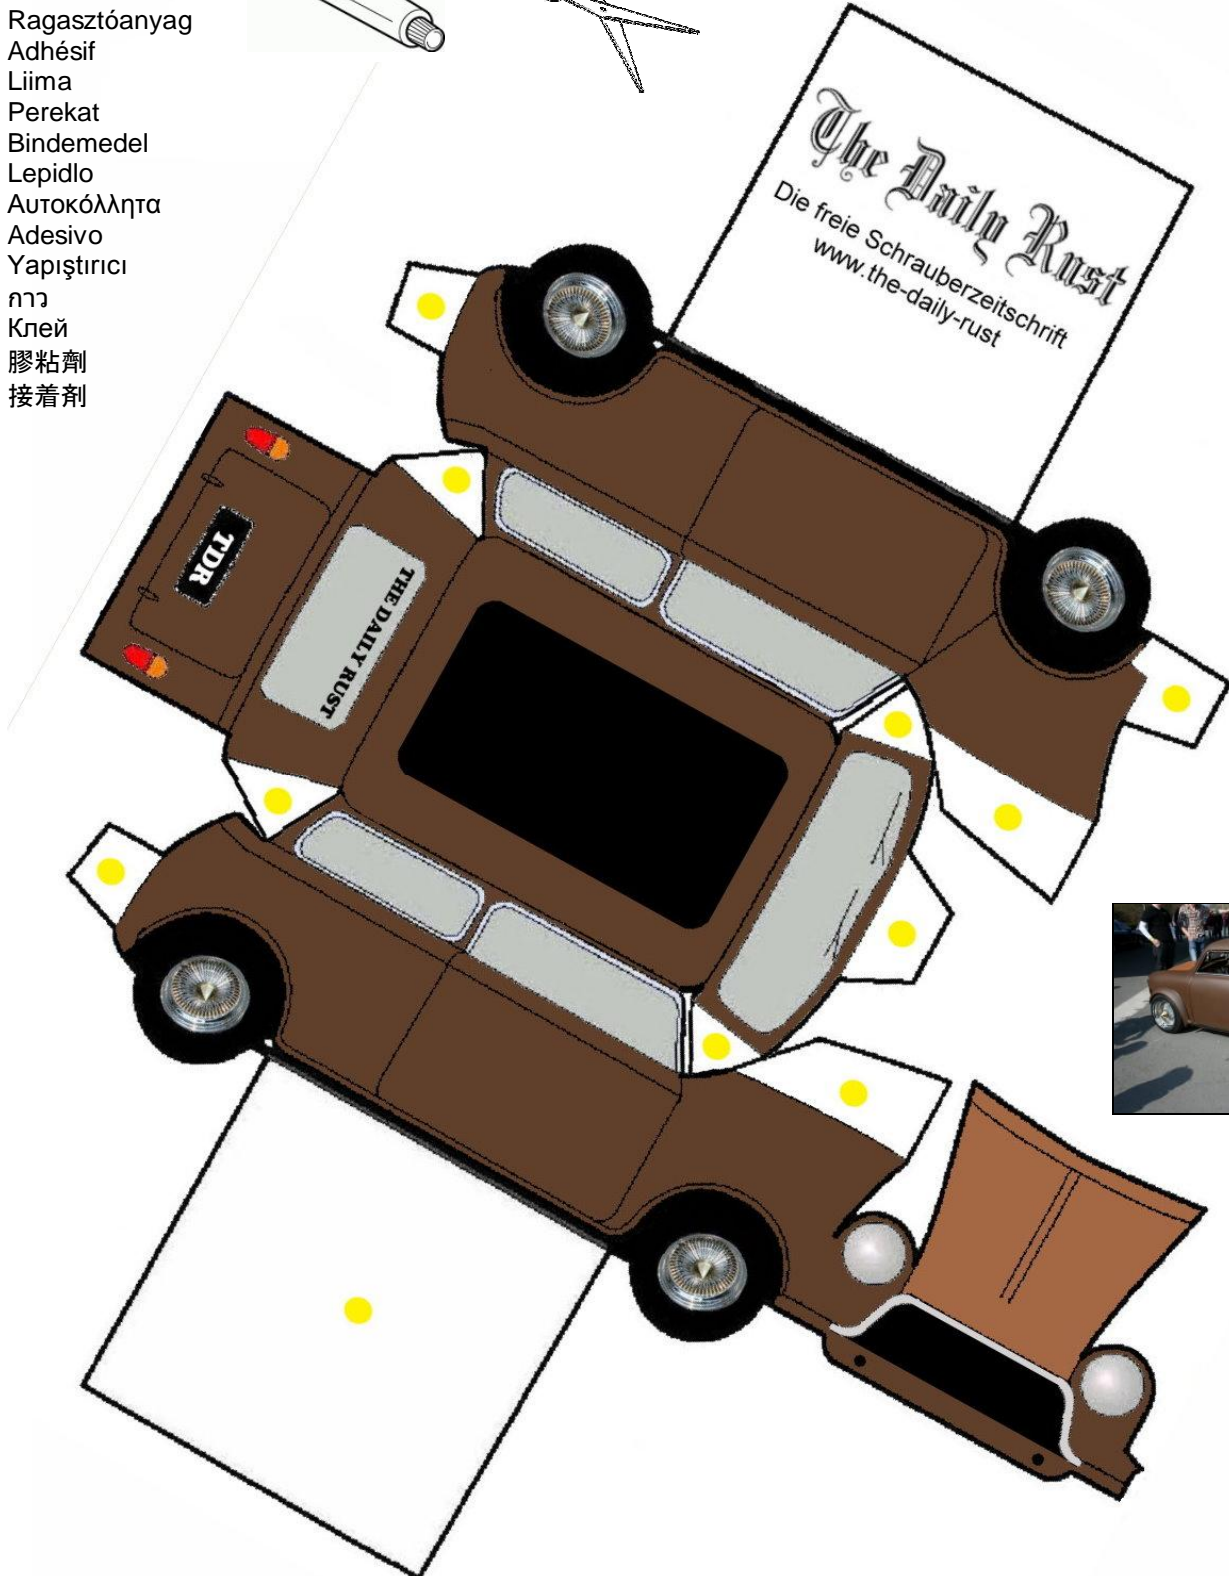 Ragasztóanyag
Adhésif
Liima
Perekat
Bindemedel
Lepidlo
Αυτοκόλλητα
Adesivo
Yapıştırıcı
กาว
Клей
膠粘劑
接着剤
The Daily Rust
Die freie Schrauberzeitschrift
www.the-daily-rust
TDR
THE DAILY RUST